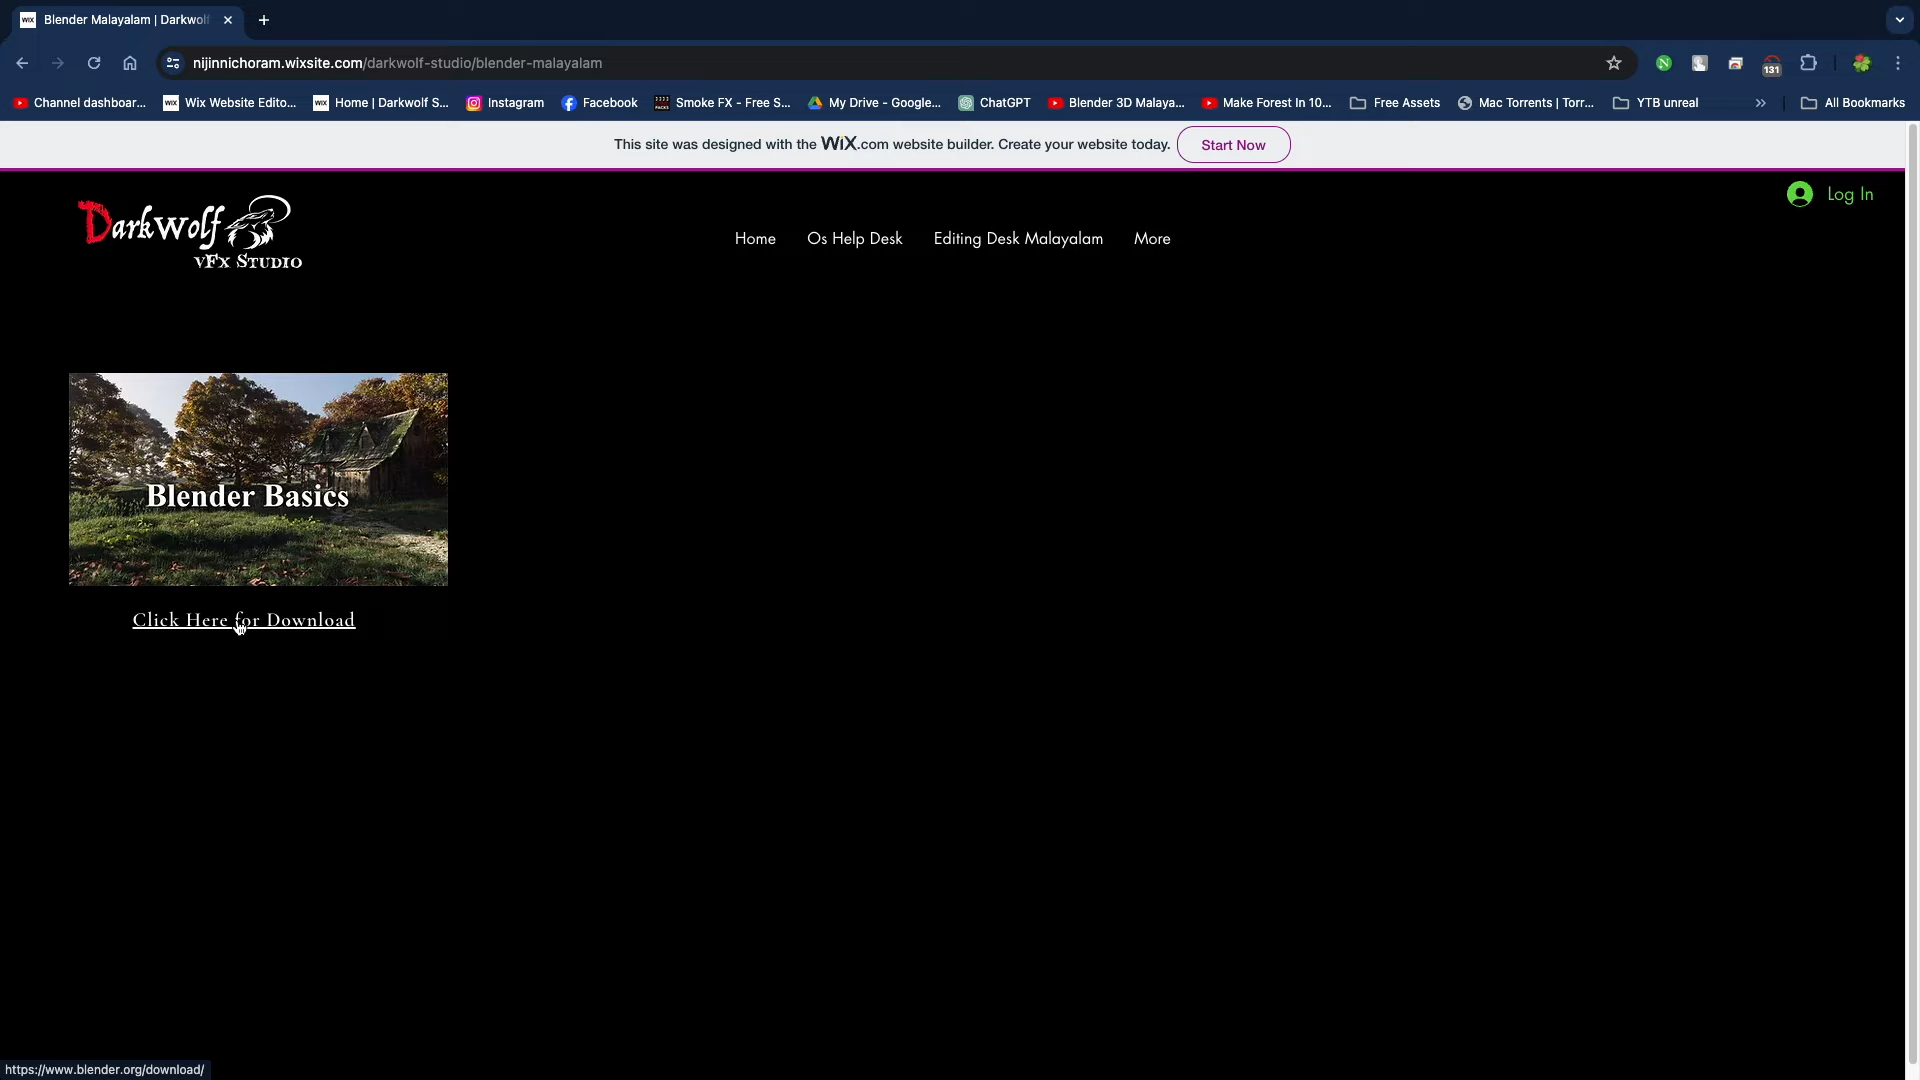 WiX Blender Malayalam | Darkwolf
nijinnichoram.wixsite.com/darkwolf-studio/blender-malayalam
131
Channel dashboar...
WiX Wix Website Edito...
WiX Home | Darkwolf S...
Instagram
Facebook
Smoke FX - Free S...
My Drive - Google...
ChatGPT
Blender 3D Malaya...
Make Forest In 10...
Free Assets
Mac Torrents | Torr...
YTB unreal
»
All Bookmarks
This site was designed with the WiX.com website builder. Create your website today.
Start Now
Log In
DarkWolf
vFx Studio
Home
Os Help Desk
Editing Desk Malayalam
More
Blender Basics
Click Here for Download
https://www.blender.org/download/